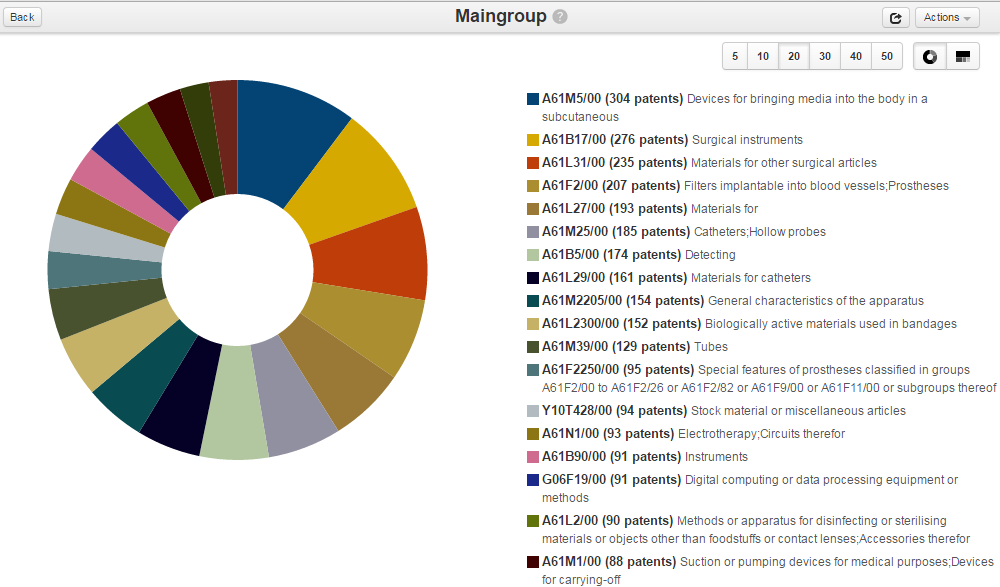 Back
Maingroup ?
Actions
5 10 20 30 40 50
A61M5/00 (304 patents) Devices for bringing media into the body in a
subcutaneous
A61B17/00 (276 patents) Surgical instruments
A61L31/00 (235 patents) Materials for other surgical articles
A61F2/00 (207 patents) Filters implantable into blood vessels;Prostheses
A61L27/00 (193 patents) Materials for
A61M25/00 (185 patents) Catheters;Hollow probes
A61B5/00 (174 patents) Detecting
A61L29/00 (161 patents) Materials for catheters
A61M2205/00 (154 patents) General characteristics of the apparatus
A61L2300/00 (152 patents) Biologically active materials used in bandages
A61M39/00 (129 patents) Tubes
A61F2250/00 (95 patents) Special features of prostheses classified in groups
A61F2/00 to A61F2/26 or A61F2/82 or A61F9/00 or A61F11/00 or subgroups thereof
Y10T428/00 (94 patents) Stock material or miscellaneous articles
A61N1/00 (93 patents) Electrotherapy;Circuits therefor
A61B90/00 (91 patents) Instruments
G06F19/00 (91 patents) Digital computing or data processing equipment or
methods
A61L2/00 (90 patents) Methods or apparatus for disinfecting or sterilising
materials or objects other than foodstuffs or contact lenses;Accessories therefor
A61M1/00 (88 patents) Suction or pumping devices for medical purposes;Devices
for carrying-off